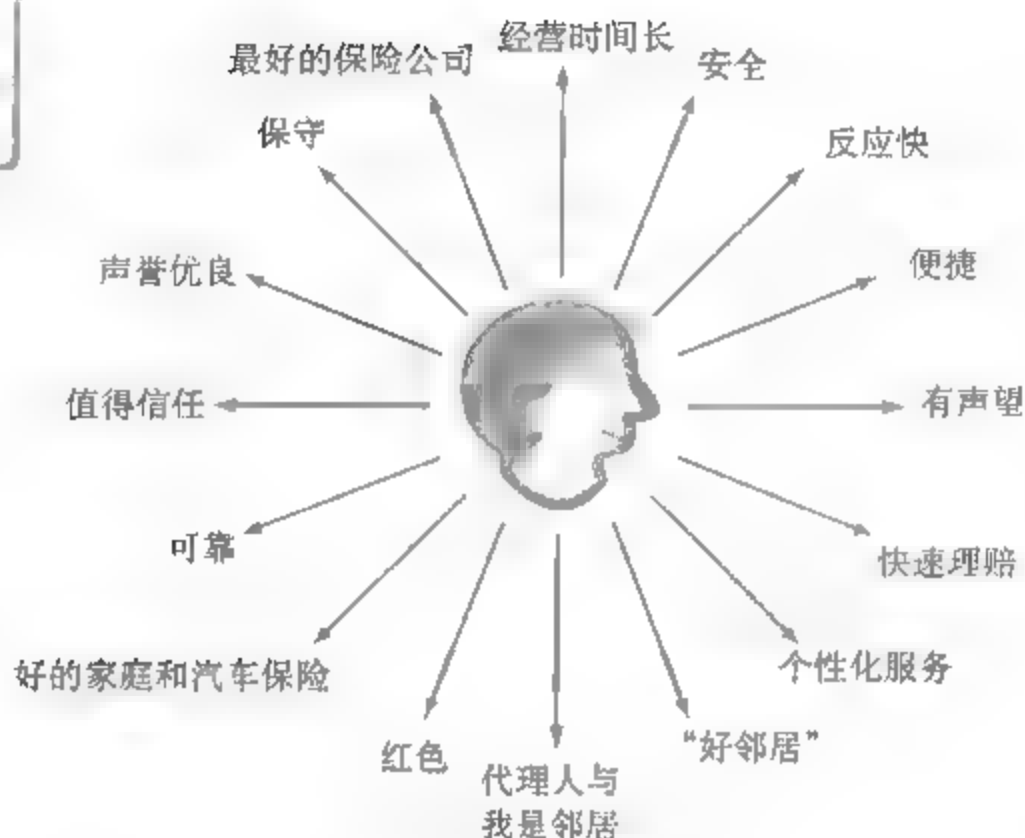 经营时间长
最好的保险公司
安全
保守
反应快
声誉优良
便捷
值得信任
有声望
可靠
快速理赔
好的家庭和汽车保险
个性化服务
红色
“好邻居”
代理人与
我是邻居